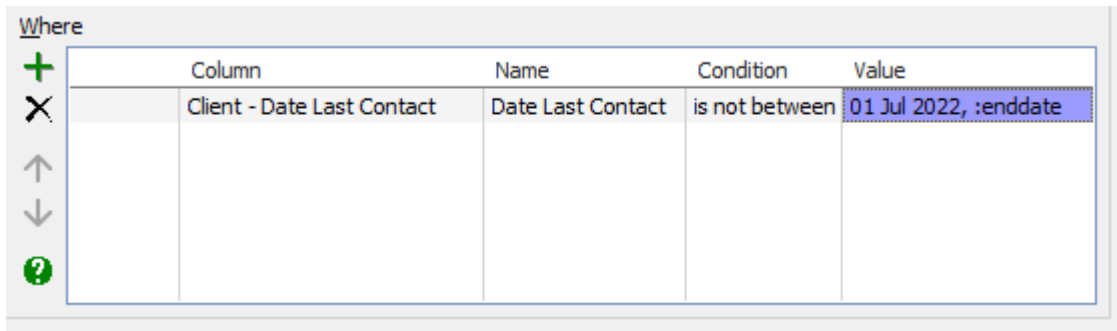 Where
Column Name Condition Value
Client - Date Last Contact Date Last Contact is not between 01 Jul 2022, :enddate